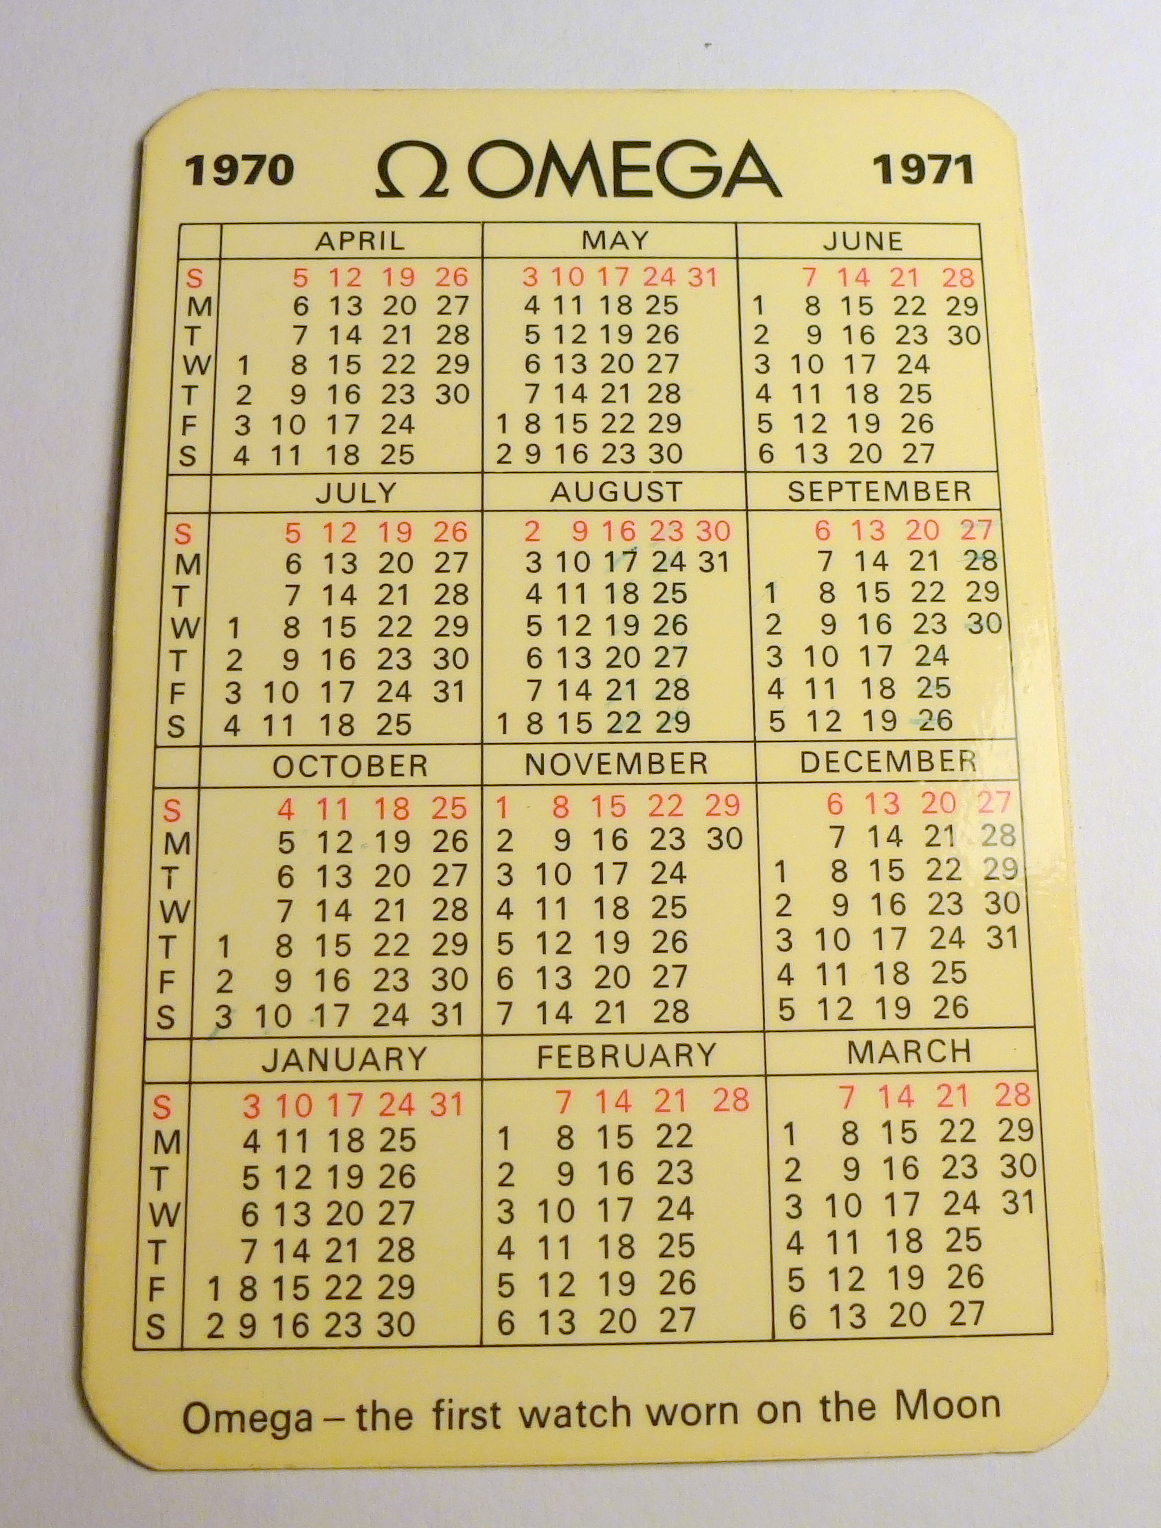 1970 Ω OMEGA 1971
APRIL MAY JUNE
S 5 12 19 26 3 10 17 24 31 7 14 21 28
M 6 13 20 27 4 11 18 25 1 8 15 22 29
T 7 14 21 28 5 12 19 26 2 9 16 23 30
W 1 8 15 22 29 6 13 20 27 3 10 17 24
T 2 9 16 23 30 7 14 21 28 4 11 18 25
F 3 10 17 24 1 8 15 22 29 5 12 19 26
S 4 11 18 25 2 9 16 23 30 6 13 20 27
JULY AUGUST SEPTEMBER
S 5 12 19 26 2 9 16 23 30 6 13 20 27
M 6 13 20 27 3 10 17 24 31 7 14 21 28
T 7 14 21 28 4 11 18 25 1 8 15 22 29
W 1 8 15 22 29 5 12 19 26 2 9 16 23 30
T 2 9 16 23 30 6 13 20 27 3 10 17 24
F 3 10 17 24 31 7 14 21 28 4 11 18 25
S 4 11 18 25 1 8 15 22 29 5 12 19 26
OCTOBER NOVEMBER DECEMBER
S 4 11 18 25 1 8 15 22 29 6 13 20 27
M 5 12 19 26 2 9 16 23 30 7 14 21 28
T 6 13 20 27 3 10 17 24 1 8 15 22 29
W 7 14 21 28 4 11 18 25 2 9 16 23 30
T 1 8 15 22 29 5 12 19 26 3 10 17 24 31
F 2 9 16 23 30 6 13 20 27 4 11 18 25
S 3 10 17 24 31 7 14 21 28 5 12 19 26
JANUARY FEBRUARY MARCH
S 3 10 17 24 31 7 14 21 28 7 14 21 28
M 4 11 18 25 1 8 15 22 1 8 15 22 29
T 5 12 19 26 2 9 16 23 2 9 16 23 30
W 6 13 20 27 3 10 17 24 3 10 17 24 31
T 7 14 21 28 4 11 18 25 4 11 18 25
F 1 8 15 22 29 5 12 19 26 5 12 19 26
S 2 9 16 23 30 6 13 20 27 6 13 20 27
Omega – the first watch worn on the Moon